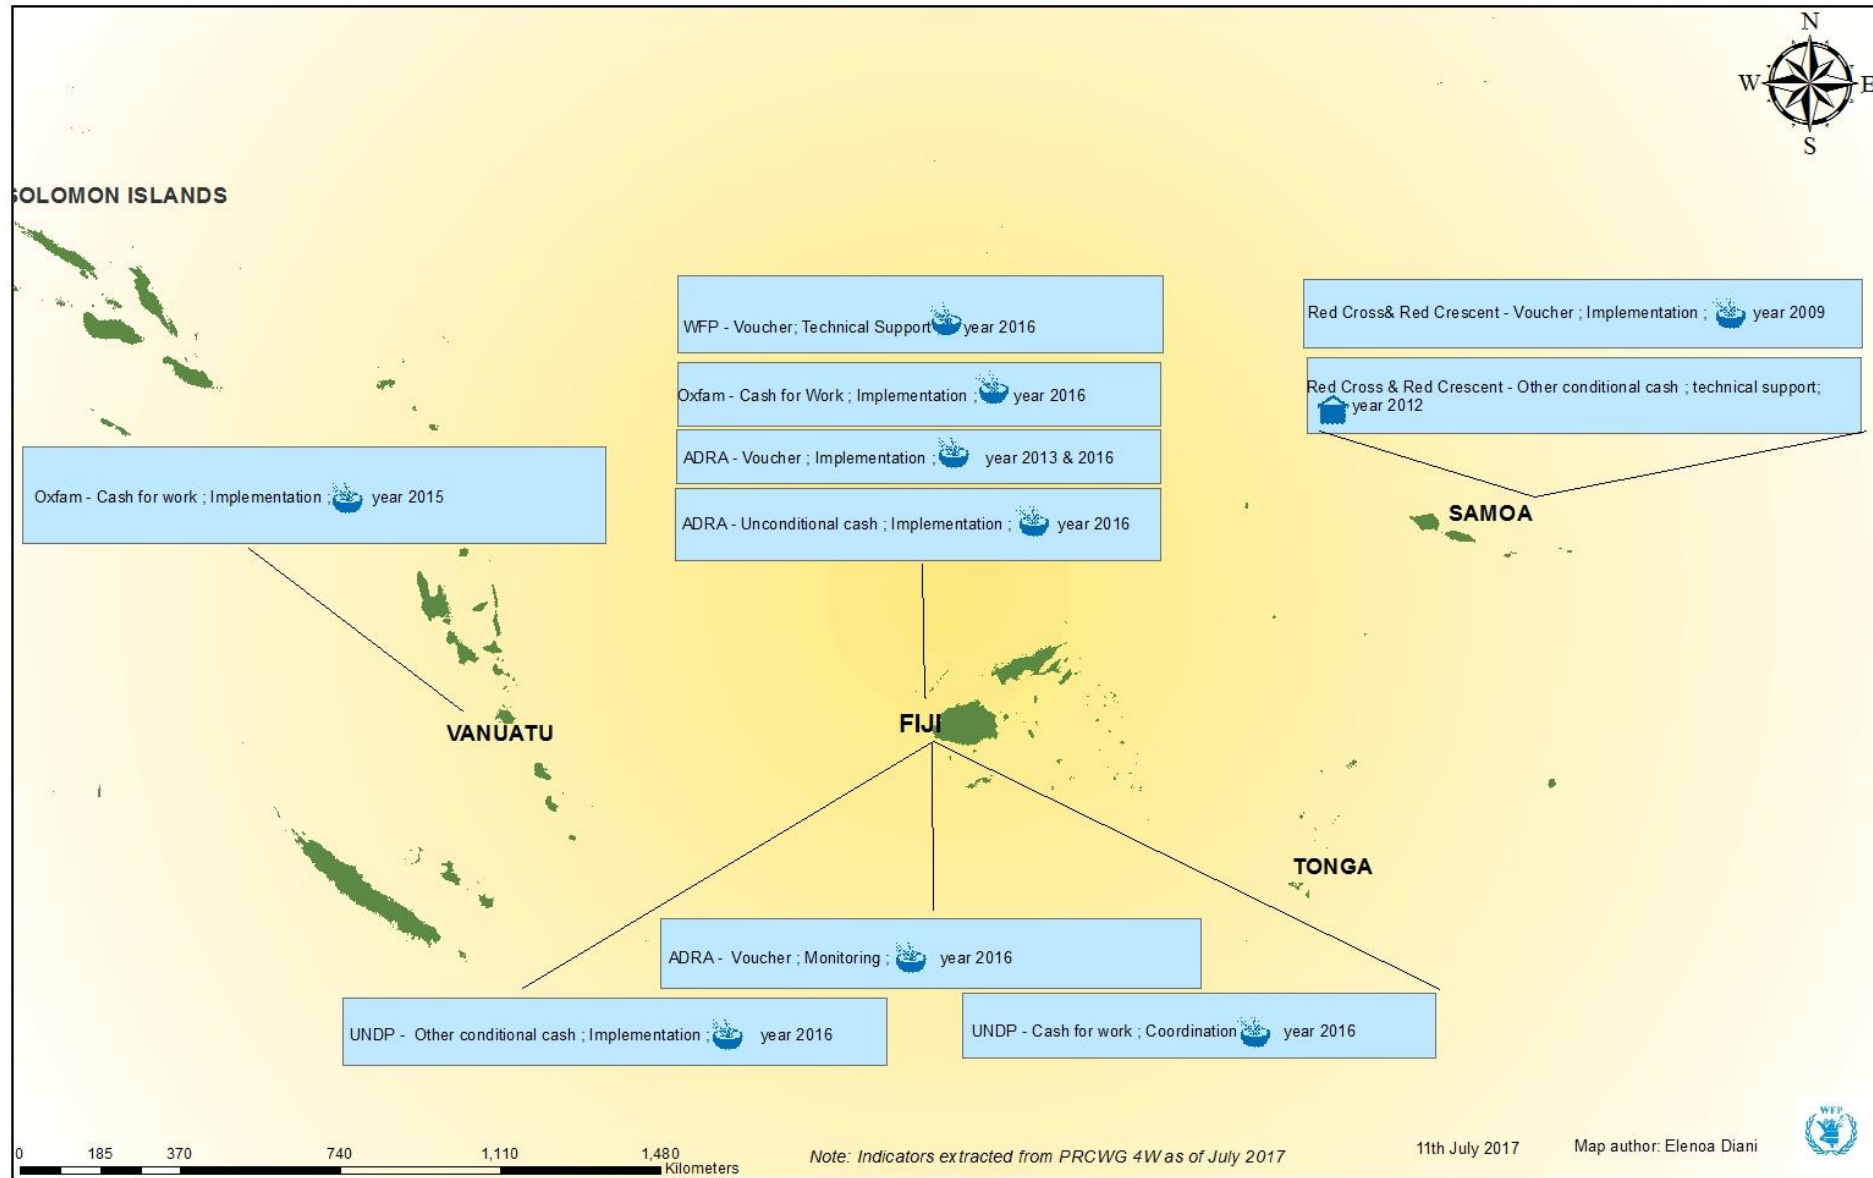 N
W E
S
SOLOMON ISLANDS
WFP - Voucher; Technical Support year 2016
Oxfam - Cash for Work ; Implementation ; year 2016
ADRA - Voucher ; Implementation ; year 2013 & 2016
ADRA - Unconditional cash ; Implementation ; year 2016
Red Cross& Red Crescent - Voucher ; Implementation ; year 2009
Red Cross & Red Crescent - Other conditional cash ; technical support;
year 2012
Oxfam - Cash for work ; Implementation ; year 2015
SAMOA
VANUATU
FIJI
TONGA
ADRA - Voucher ; Monitoring ; year 2016
UNDP - Other conditional cash ; Implementation ; year 2016
UNDP - Cash for work ; Coordination year 2016
0 185 370 740 1,110 1,480
Kilometers
Note: Indicators extracted from PRCWG 4W as of July 2017
11th July 2017
Map author: Elenoa Diani
WFP